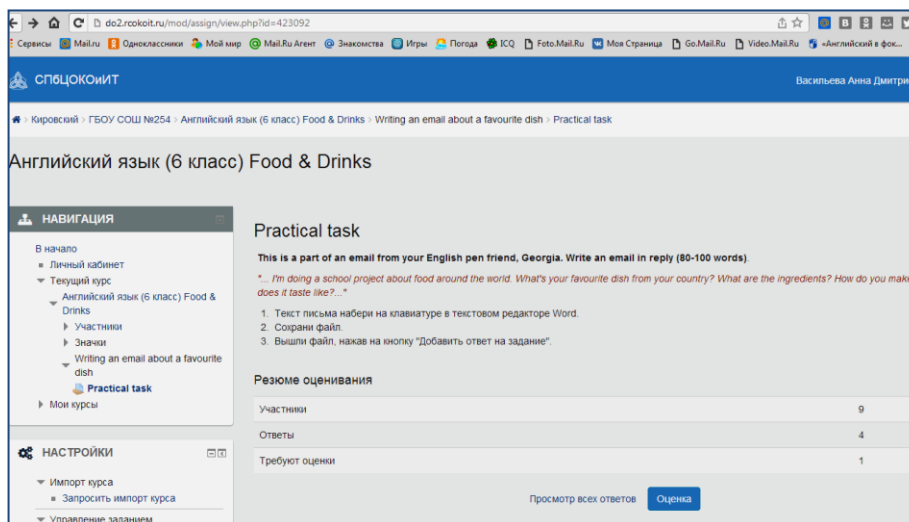 do2.rcokoit.ru/mod/assign/view.php?id=423092
Сервисы Mail.ru Одноклассники Мой мир Mail.Ru Агент Знакомства Игры Погода ICQ Foto.Mail.Ru Моя Страница Go.Mail.Ru Video.Mail.Ru «Английский в фок...
СПбЦОКОиИТ
Васильева Анна Дмитри
Кировский › ГБОУ СОШ №254 › Английский язык (6 класс) Food & Drinks › Writing an email about a favourite dish › Practical task
Английский язык (6 класс) Food & Drinks
НАВИГАЦИЯ
В начало
Личный кабинет
Текущий курс
Английский язык (6 класс) Food &
Drinks
Участники
Значки
Writing an email about a favourite
dish
Practical task
Мои курсы
НАСТРОЙКИ
Импорт курса
Запросить импорт курса
Управление заданием
Practical task
This is a part of an email from your English pen friend, Georgia. Write an email in reply (80-100 words).
"... I'm doing a school project about food around the world. What's your favourite dish from your country? What are the ingredients? How do you make
does it taste like?..."
1. Текст письма набери на клавиатуре в текстовом редакторе Word.
2. Сохрани файл.
3. Вышли файл, нажав на кнопку "Добавить ответ на задание".
Резюме оценивания
Участники 9
Ответы 4
Требуют оценки 1
Просмотр всех ответов Оценка